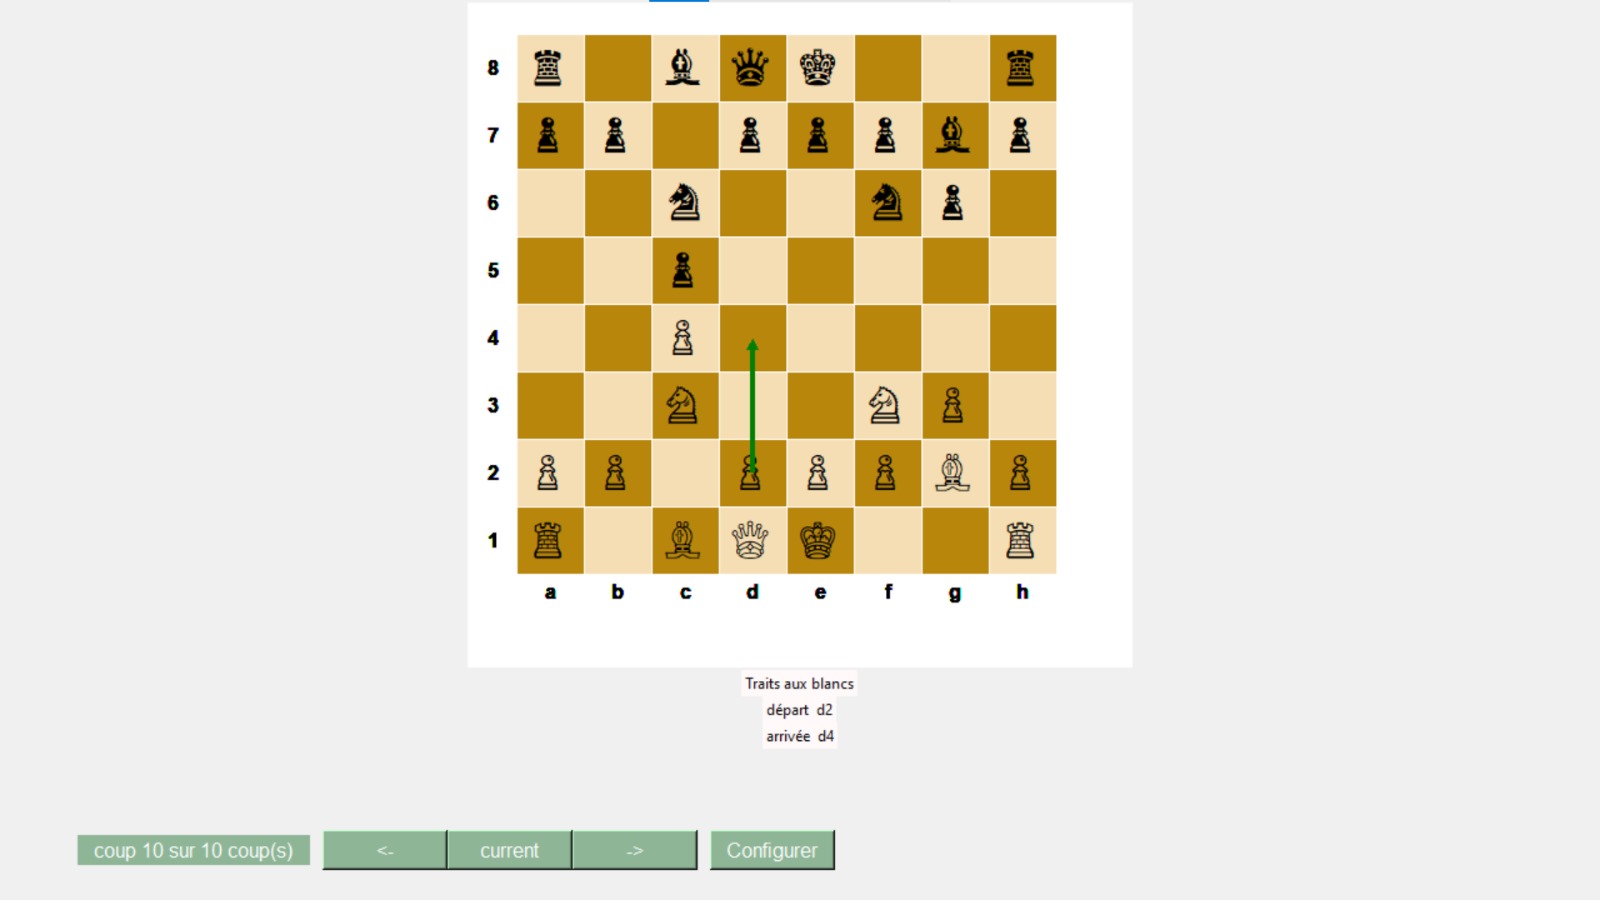 8
7
6
5
4
3
2
1
a b c d e f g h
Traits aux blancs
départ d2
arrivée d4
coup 10 sur 10 coup(s) <- current -> Configurer